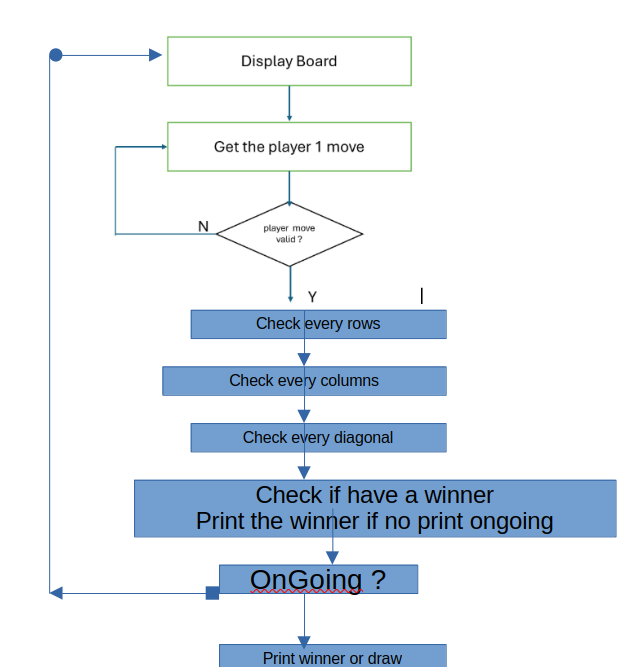 Display Board
Get the player 1 move
N
player move
valid ?
Y
Check every rows
Check every columns
Check every diagonal
Check if have a winner
Print the winner if no print ongoing
OnGoing ?
Print winner or draw